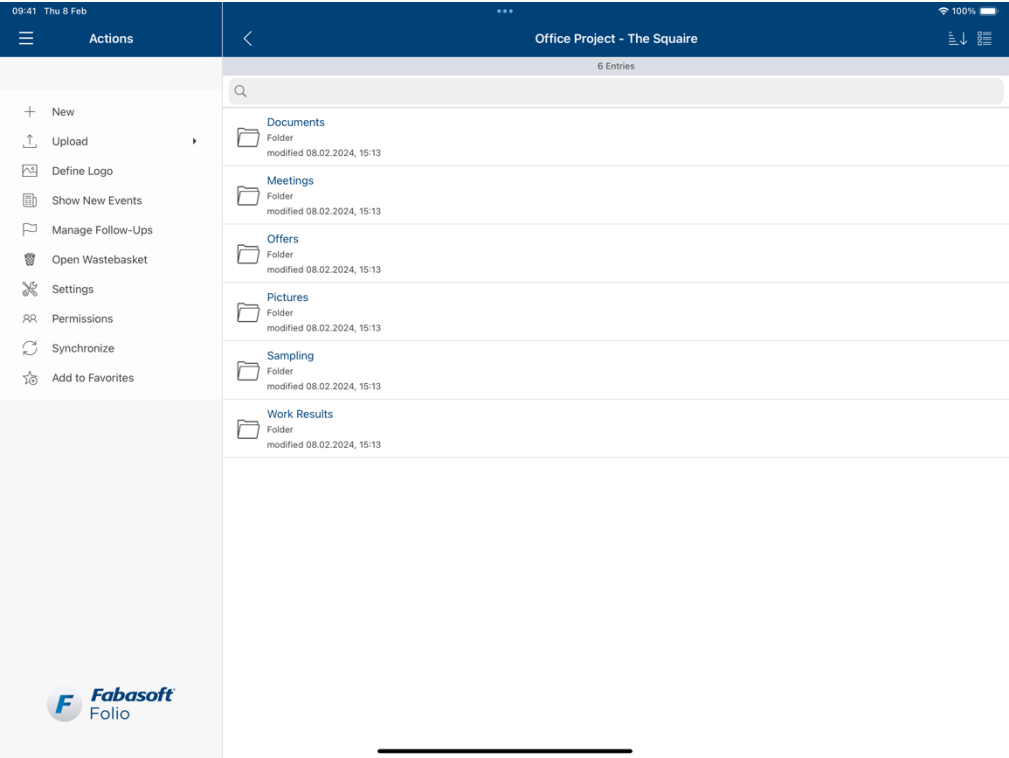 09:41 Thu 8 Feb
100%
Actions
Office Project - The Squaire
6 Entries
New
Upload
Define Logo
Show New Events
Manage Follow-Ups
Open Wastebasket
Settings
Permissions
Synchronize
Add to Favorites
Documents
Folder
modified 08.02.2024, 15:13
Meetings
Folder
modified 08.02.2024, 15:13
Offers
Folder
modified 08.02.2024, 15:13
Pictures
Folder
modified 08.02.2024, 15:13
Sampling
Folder
modified 08.02.2024, 15:13
Work Results
Folder
modified 08.02.2024, 15:13
F
Fabasoft
Folio